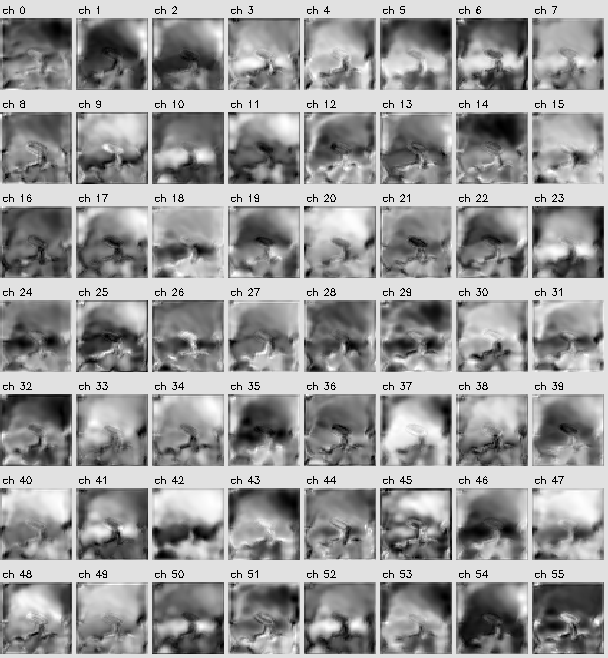 ch 0 ch 1 ch 2 ch 3 ch 4 ch 5 ch 6 ch 7
ch 8 ch 9 ch 10 ch 11 ch 12 ch 13 ch 14 ch 15
ch 16 ch 17 ch 18 ch 19 ch 20 ch 21 ch 22 ch 23
ch 24 ch 25 ch 26 ch 27 ch 28 ch 29 ch 30 ch 31
ch 32 ch 33 ch 34 ch 35 ch 36 ch 37 ch 38 ch 39
ch 40 ch 41 ch 42 ch 43 ch 44 ch 45 ch 46 ch 47
ch 48 ch 49 ch 50 ch 51 ch 52 ch 53 ch 54 ch 55